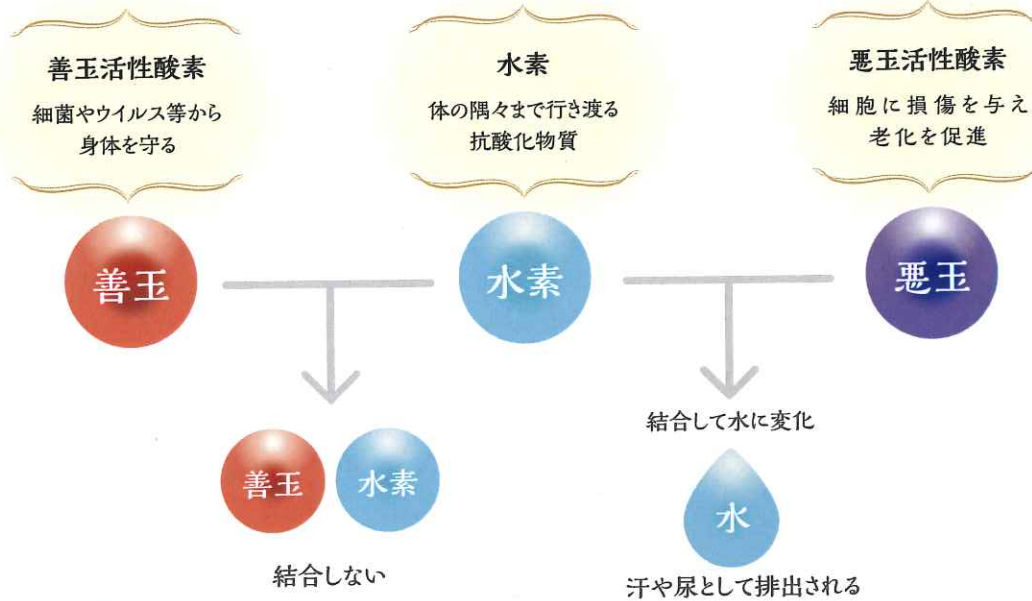 善玉活性酸素
細菌やウイルス等から
身体を守る
水素
体の隅々まで行き渡る
抗酸化物質
悪玉活性酸素
細胞に損傷を与え
老化を促進
善玉
水素
悪玉
善玉
水素
結合しない
結合して水に変化
水
汗や尿として排出される